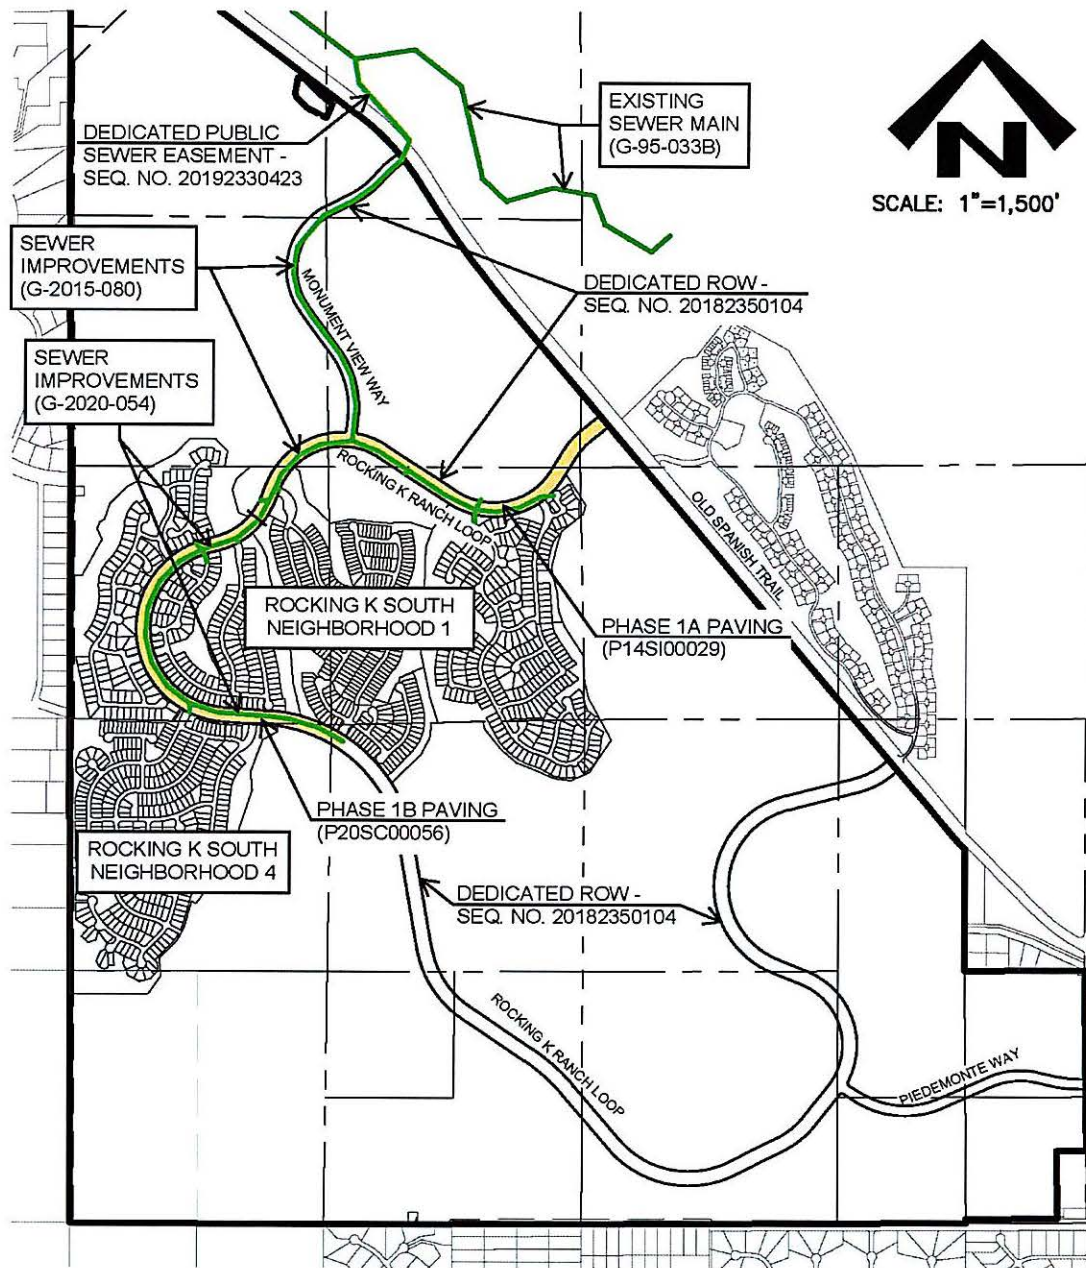 EXISTING
SEWER MAIN
(G-95-033B)
N
SCALE: 1"=1,500'
DEDICATED PUBLIC
SEWER EASEMENT -
SEQ. NO. 20192330423
SEWER
IMPROVEMENTS
(G-2015-080)
MONUMENT VIEW WAY
DEDICATED ROW -
SEQ. NO. 20182350104
SEWER
IMPROVEMENTS
(G-2020-054)
ROCKING K RANCH LOOP
OLD SPANISH TRAIL
ROCKING K SOUTH
NEIGHBORHOOD 1
PHASE 1A PAVING
(P14SI00029)
PHASE 1B PAVING
(P20SC00056)
ROCKING K SOUTH
NEIGHBORHOOD 4
DEDICATED ROW -
SEQ. NO. 20182350104
ROCKING K RANCH LOOP
PIEDEMONTE WAY